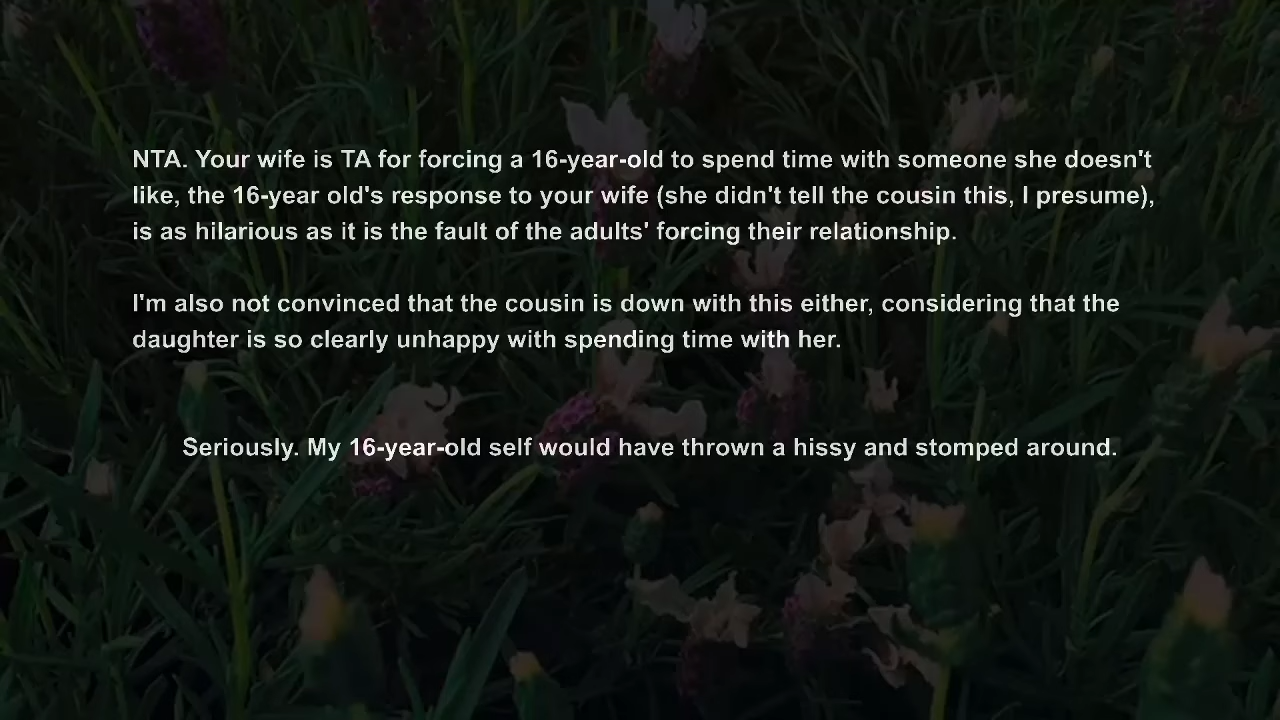 NTA. Your wife is TA for forcing a 16-year-old to spend time with someone she doesn't
like, the 16-year old's response to your wife (she didn't tell the cousin this, I presume),
is as hilarious as it is the fault of the adults' forcing their relationship.
I'm also not convinced that the cousin is down with this either, considering that the
daughter is so clearly unhappy with spending time with her.
Seriously. My 16-year-old self would have thrown a hissy and stomped around.